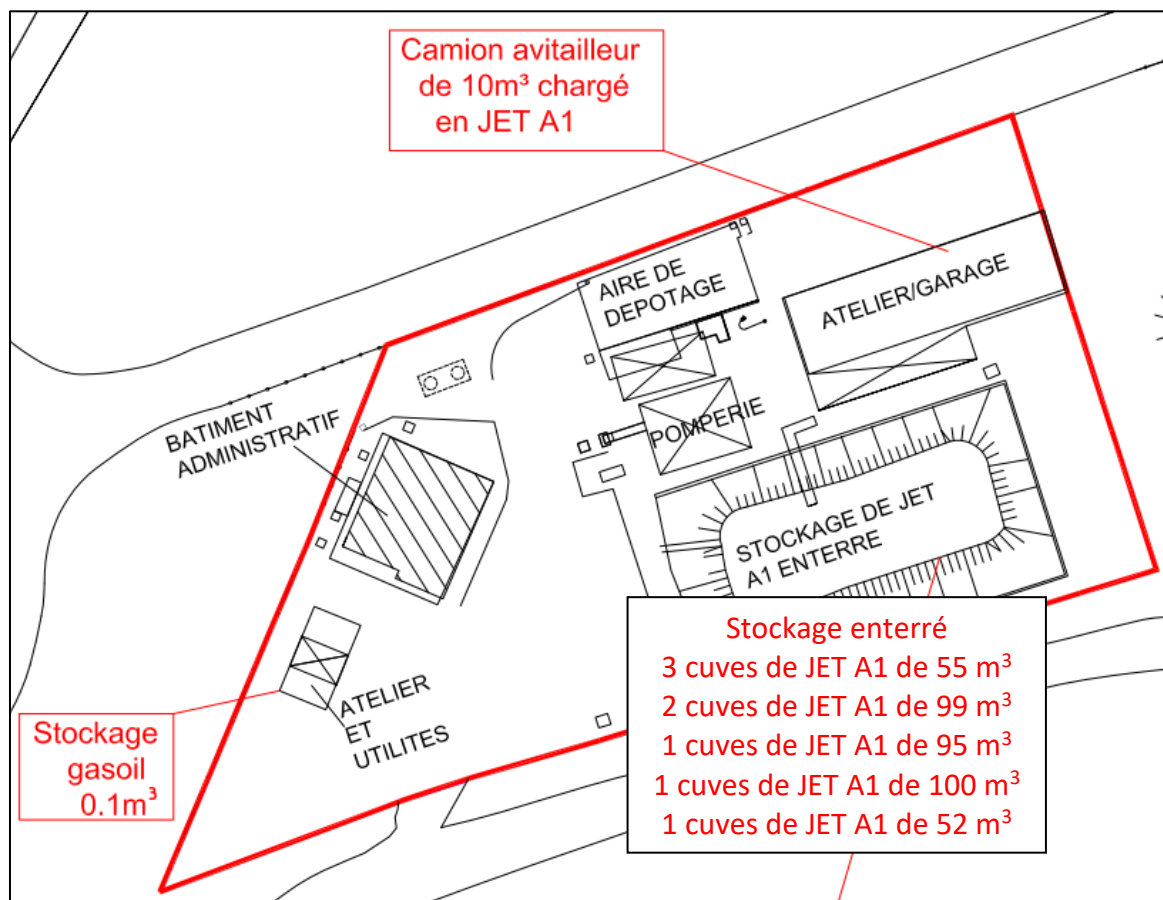 Camion avitailleur
de 10m³ chargé
en JET A1
AIRE DE
DEPOTAGE
ATELIER/GARAGE
BATIMENT
ADMINISTRATIF
POMPERIE
STOCKAGE DE JET
A1 ENTERRE
Stockage enterré
3 cuves de JET A1 de 55 m³
2 cuves de JET A1 de 99 m³
1 cuves de JET A1 de 95 m³
1 cuves de JET A1 de 100 m³
1 cuves de JET A1 de 52 m³
ATELIER
ET
UTILITES
Stockage
gasoil
0.1m³